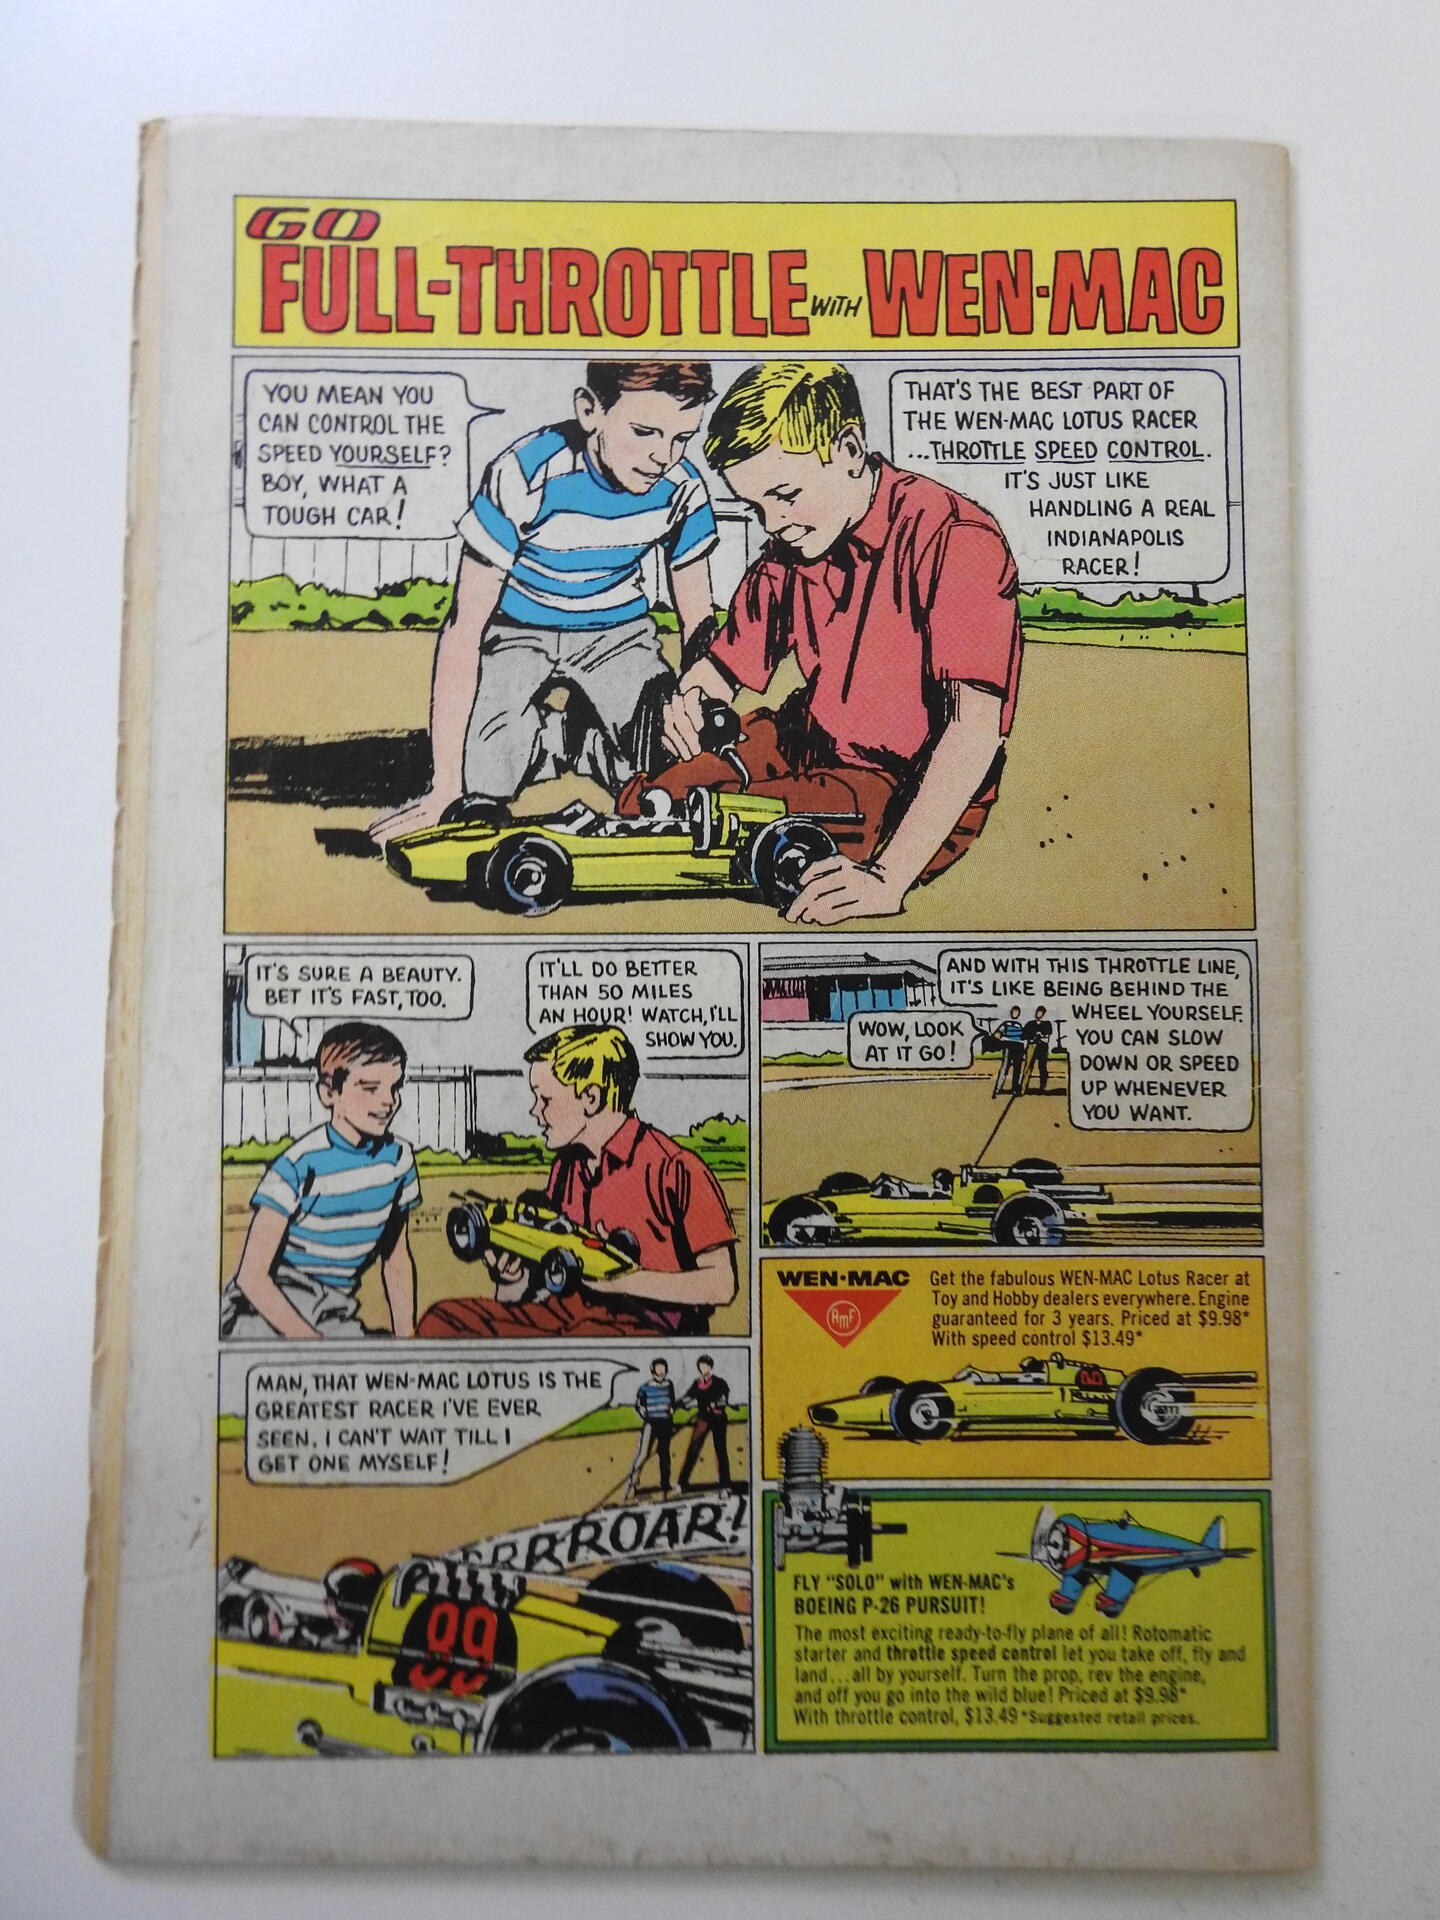 GO
FULL-THROTTLE WITH WEN-MAC
YOU MEAN YOU
CAN CONTROL THE
SPEED YOURSELF?
BOY, WHAT A
TOUGH CAR!
THAT'S THE BEST PART OF
THE WEN-MAC LOTUS RACER
...THROTTLE SPEED CONTROL.
IT'S JUST LIKE
HANDLING A REAL
INDIANAPOLIS
RACER!
IT'S SURE A BEAUTY.
BET IT'S FAST, TOO.
IT'LL DO BETTER
THAN 50 MILES
AN HOUR! WATCH, I'LL
SHOW YOU.
WOW, LOOK
AT IT GO!
AND WITH THIS THROTTLE LINE,
IT'S LIKE BEING BEHIND THE
WHEEL YOURSELF.
YOU CAN SLOW
DOWN OR SPEED
UP WHENEVER
YOU WANT.
MAN, THAT WEN-MAC LOTUS IS THE
GREATEST RACER I'VE EVER
SEEN. I CAN'T WAIT TILL I
GET ONE MYSELF!
RRRROAR!
99
WEN·MAC
AMF
Get the fabulous WEN-MAC Lotus Racer at
Toy and Hobby dealers everywhere. Engine
guaranteed for 3 years. Priced at $9.98*
With speed control $13.49*
FLY "SOLO" with WEN-MAC's
BOEING P-26 PURSUIT!
The most exciting ready-to-fly plane of all! Rotomatic
starter and throttle speed control let you take off, fly and
land...all by yourself. Turn the prop, rev the engine,
and off you go into the wild blue! Priced at $9.98*
With throttle control, $13.49 *Suggested retail prices.